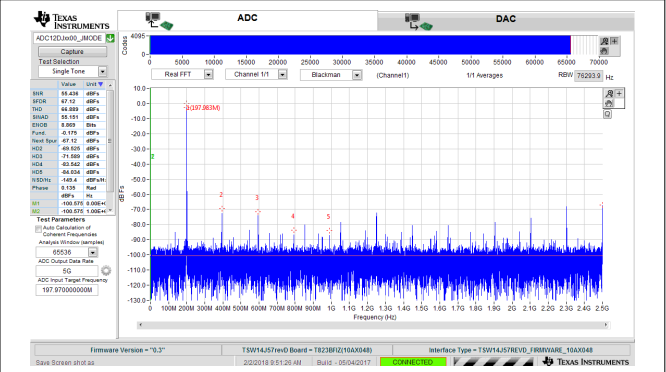 TEXAS INSTRUMENTS
ADC
DAC
ADC12DJxx00_JMODE
Capture
Test Selection
Single Tone
Value Unit
SNR 55.436 dBFs
SFDR 67.12 dBFs
THD 66.889 dBFs
SINAD 55.151 dBFs
ENOB 8.869 Bits
Fund. -0.175 dBFs
Next Spur -67.12 dBFs
HD2 -69.525 dBFs
HD3 -71.589 dBFs
HD4 -83.542 dBFs
HD5 -84.034 dBFs
NSD/Hz -149.4 dBFs/H:
Phase 0.135 Rad
dBFs Hz
M1 -100.575 0.00E+(
M2 -100.575 1.00E+(
Test Parameters
Auto Calculation of
Coherent Frequencies
Analysis Window (samples)
65536
ADC Output Data Rate
5G
ADC Input Target Frequency
197.970000000M
Codes
4095
0
0 5000 10000 15000 20000 25000 30000 35000 40000 45000 50000 55000 60000 65000 70000
Real FFT Channel 1/1 Blackman (Channel1) 1/1 Averages RBW 76293.9 Hz
dBFs
10.0
0.0
-10.0
-20.0
-30.0
-40.0
-50.0
-60.0
-70.0
-80.0
-90.0
-100.0
-110.0
-120.0
-130.0
1(197.983M)
2
2
3
4
5
0 100M 200M 300M 400M 500M 600M 700M 800M 900M 1G 1.1G 1.2G 1.3G 1.4G 1.5G 1.6G 1.7G 1.8G 1.9G 2G 2.1G 2.2G 2.3G 2.4G 2.5G
Frequency (Hz)
Firmware Version = "0.3" TSW14J57revD Board = T823BFIZ(10AX048) Interface Type = TSW14J57REVD_FIRMWARE_10AX048
Save Screen shot as 2/2/2018 9:51:26 AM Build - 05/04/2017 CONNECTED TEXAS INSTRUMENTS